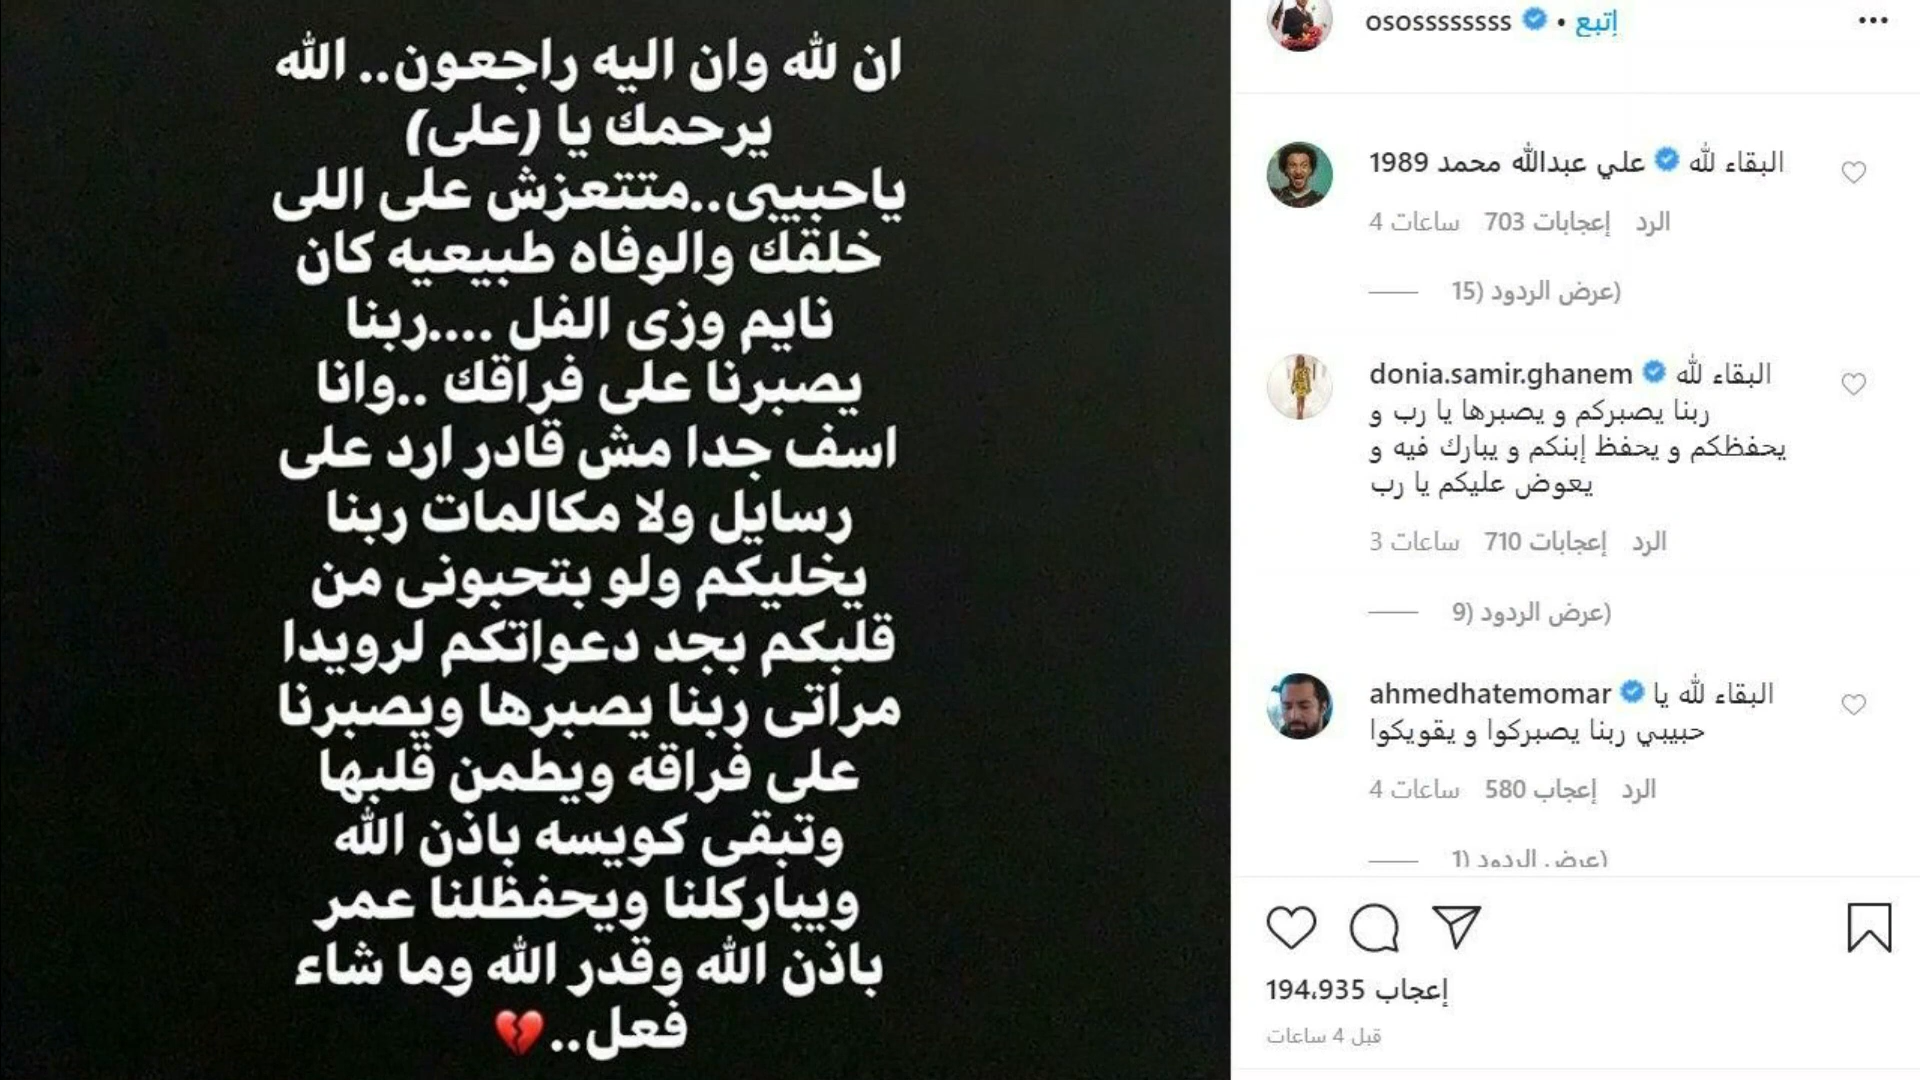 ان لله وان اليه راجعون.. الله
يرحمك يا (على)
ياحبيبى..متتعزش على اللى
خلقك والوفاه طبيعيه كان
نايم وزى الفل ....ربنا
يصبرنا على فراقك ..وانا
اسف جدا مش قادر ارد على
رسايل ولا مكالمات ربنا
يخليكم ولو بتحبونى من
قلبكم بجد دعواتكم لرويدا
مراتى ربنا يصبرها ويصبرنا
على فراقه ويطمن قلبها
وتبقى كويسه باذن الله
ويباركلنا ويحفظلنا عمر
باذن الله وقدر الله وما شاء
فعل..💔
ososssssssss • إتبع
علي عبدالله محمد 1989 البقاء لله
4 ساعات 703 إعجابات الرد
(عرض الردود (15
donia.samir.ghanem البقاء لله
ربنا يصبركم و يصبرها يا رب و
يحفظكم و يحفظ إبنكم و يبارك فيه و
يعوض عليكم يا رب
3 ساعات 710 إعجابات الرد
(عرض الردود (9
ahmedhatemomar البقاء لله يا
حبيبي ربنا يصبركوا و يقويكوا
4 ساعات 580 إعجاب الرد
(عرض الردود (1
194،935 إعجاب
قبل 4 ساعات